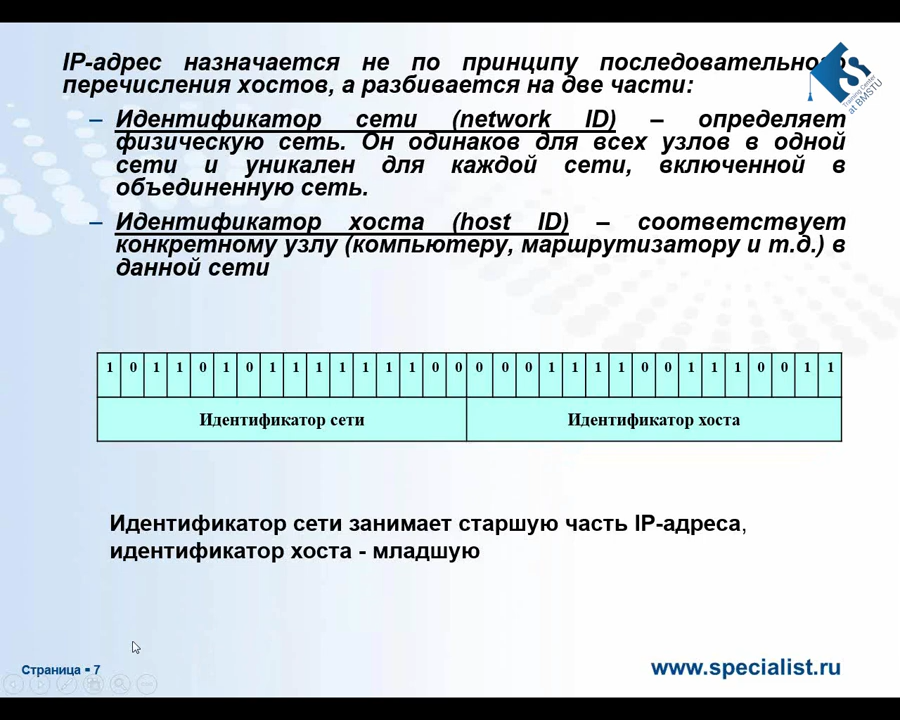 IP-адрес назначается не по принципу последовательного
перечисления хостов, а разбивается на две части:
– Идентификатор сети (network ID) – определяет
физическую сеть. Он одинаков для всех узлов в одной
сети и уникален для каждой сети, включенной в
объединенную сеть.
– Идентификатор хоста (host ID) – соответствует
конкретному узлу (компьютеру, маршрутизатору и т.д.) в
данной сети
Training Center
at BMSTU
1 0 1 1 0 1 0 1 1 1 1 1 1 1 0 0 0 0 0 1 1 1 1 0 0 1 1 1 0 0 1 1
Идентификатор сети Идентификатор хоста
Идентификатор сети занимает старшую часть IP-адреса,
идентификатор хоста - младшую
Страница ▪ 7
www.specialist.ru